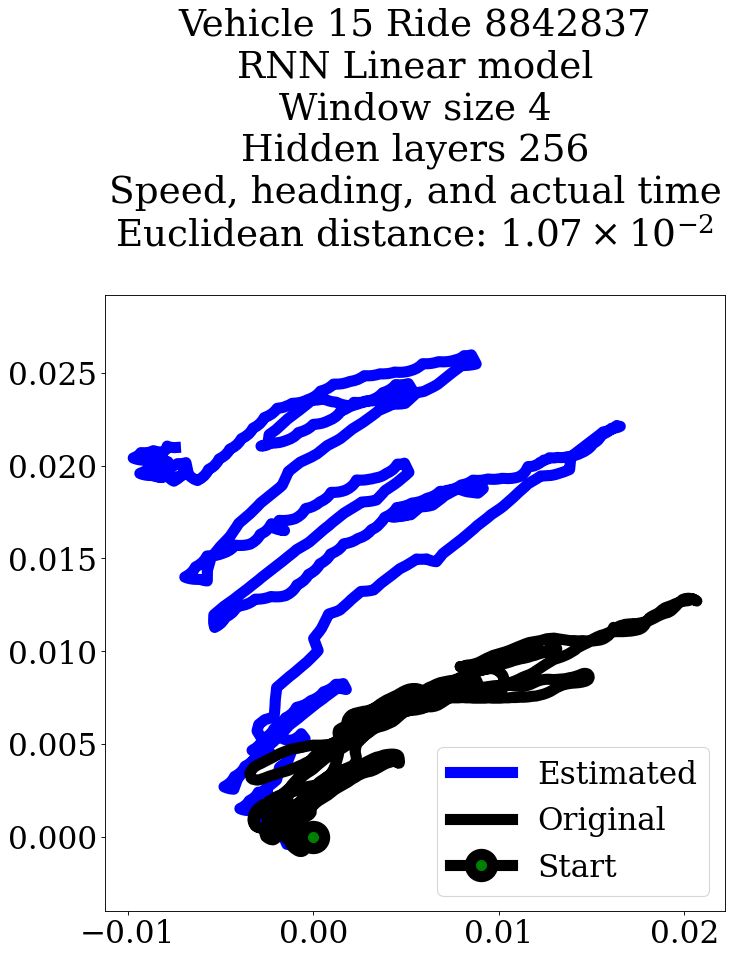 Vehicle 15 Ride 8842837
RNN Linear model
Window size 4
Hidden layers 256
Speed, heading, and actual time
Euclidean distance: 1.07 × 10⁻²
0.025
0.020
0.015
0.010
0.005
0.000
Estimated
Original
Start
−0.01 0.00 0.01 0.02